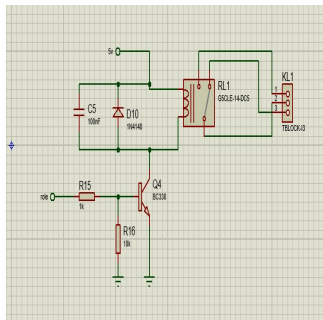 5v
C5
100nF
D10
1N4148
RL1
G5CLE-14-DC5
KL1
1
2
3
TBLOCK-I3
role
R15
1k
Q4
BC338
R16
10k